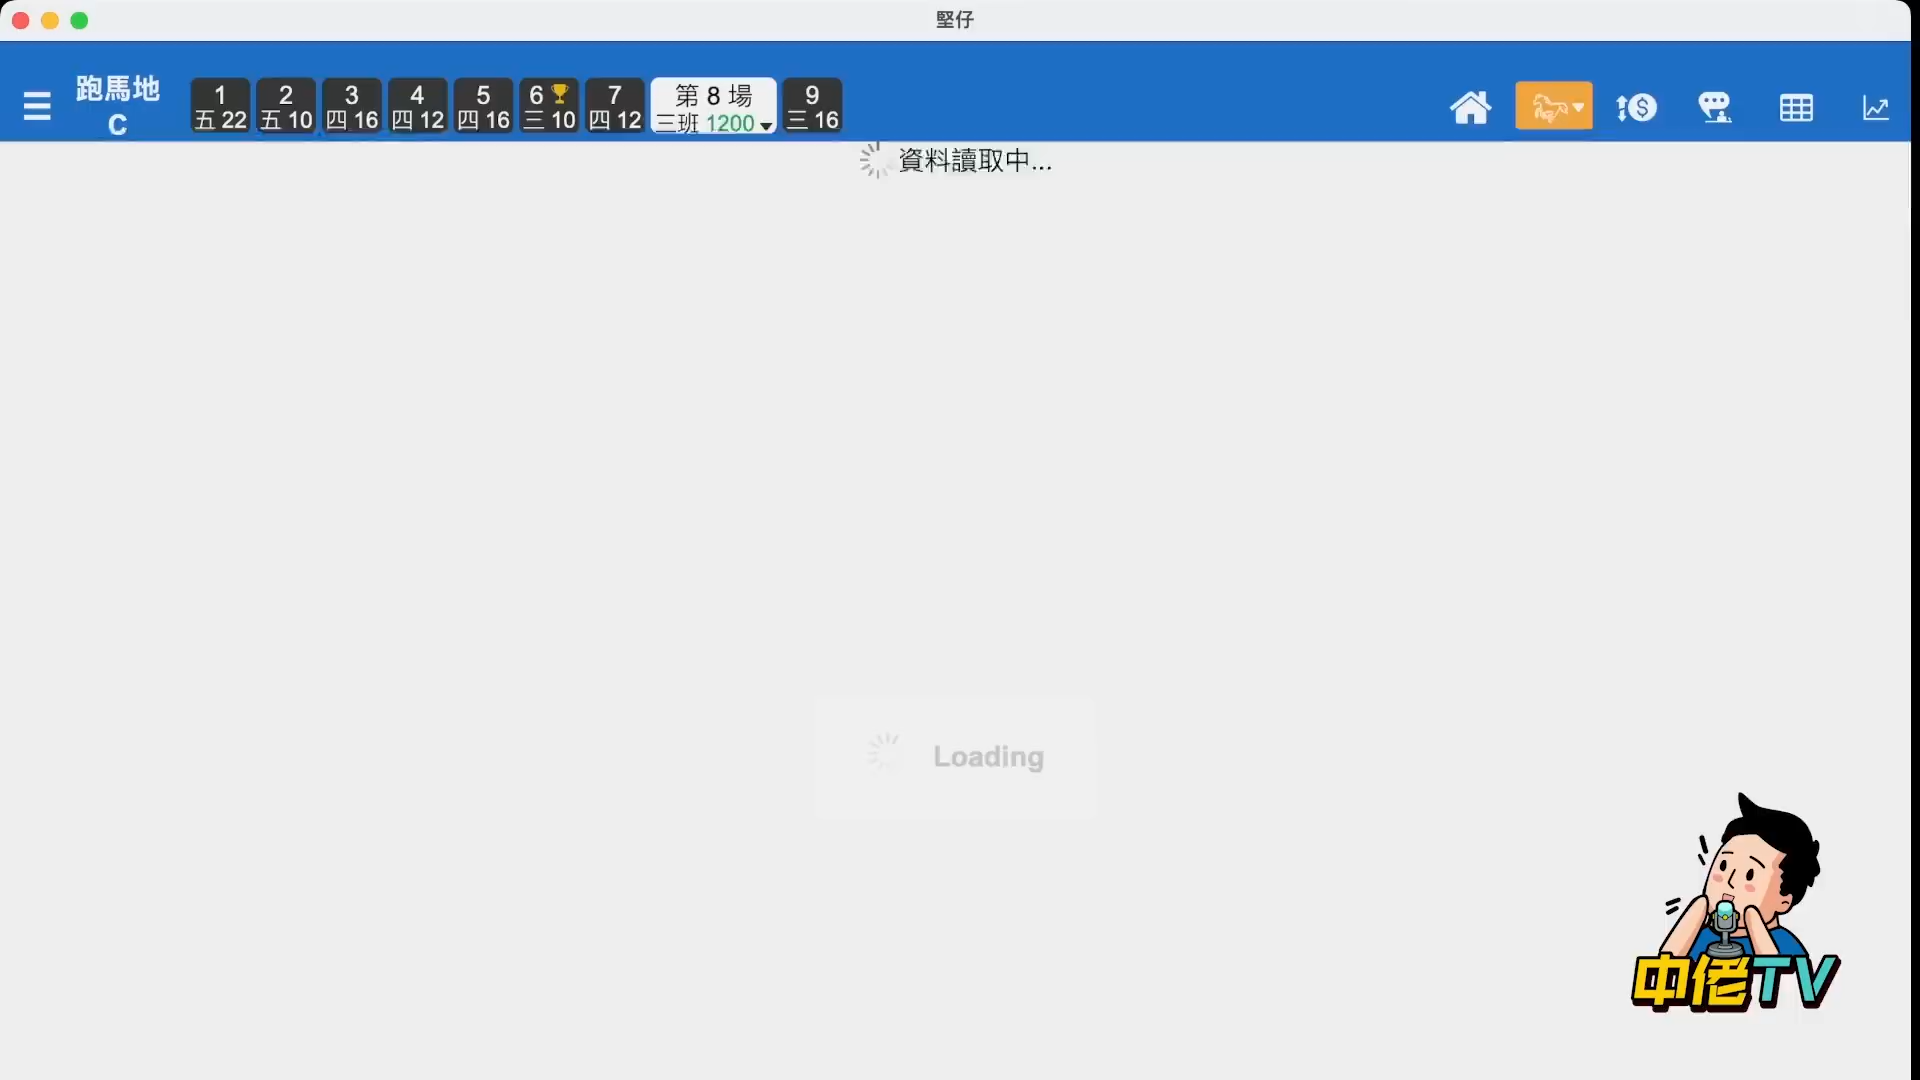 堅仔
跑馬地
C
1
五 22
2
五 10
3
四 16
4
四 12
5
四 16
6
三 10
7
四 12
第 8 場
三班 1200
9
三 16
資料讀取中...
Loading
中佬TV